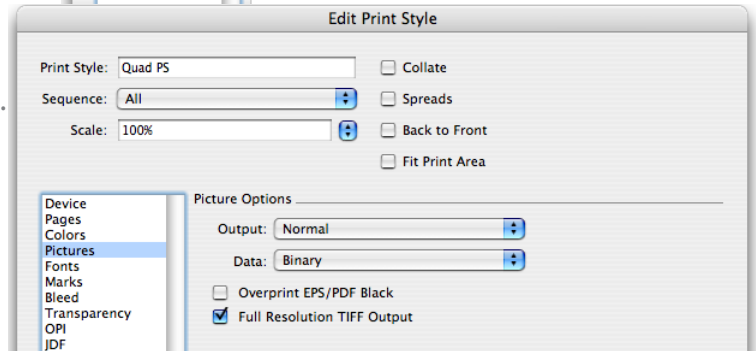 Edit Print Style
Print Style: Quad PS
Collate
Sequence: All
Spreads
Scale: 100%
Back to Front
Fit Print Area
Device
Pages
Colors
Pictures
Fonts
Marks
Bleed
Transparency
OPI
JDF
Picture Options
Output: Normal
Data: Binary
Overprint EPS/PDF Black
Full Resolution TIFF Output